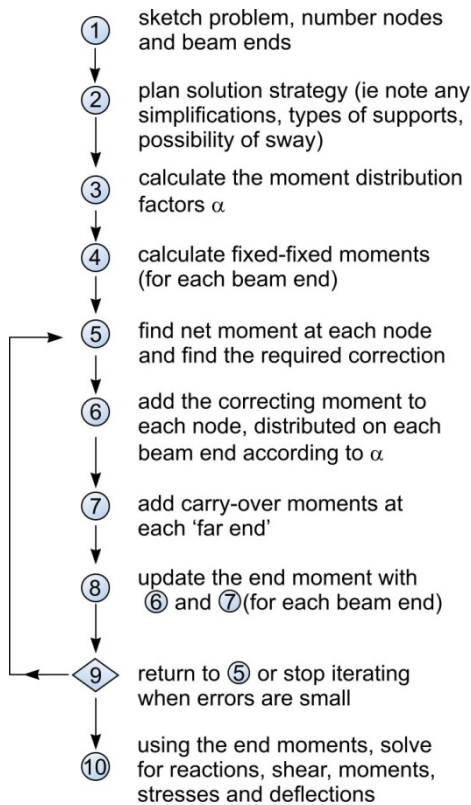 1 sketch problem, number nodes
and beam ends
2 plan solution strategy (ie note any
simplifications, types of supports,
possibility of sway)
3 calculate the moment distribution
factors α
4 calculate fixed-fixed moments
(for each beam end)
5 find net moment at each node
and find the required correction
6 add the correcting moment to
each node, distributed on each
beam end according to α
7 add carry-over moments at
each ‘far end’
8 update the end moment with
6 and 7(for each beam end)
9 return to 5 or stop iterating
when errors are small
10 using the end moments, solve
for reactions, shear, moments,
stresses and deflections